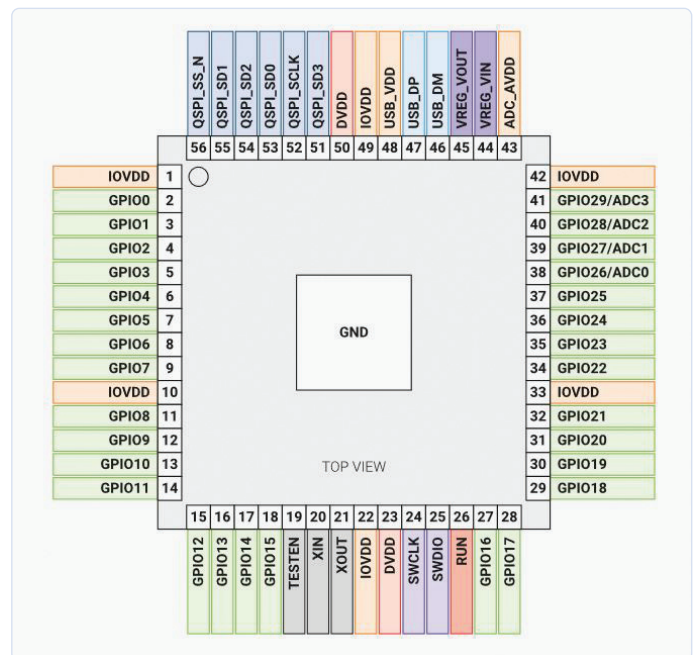 QSPI_SS_N
QSPI_SD1
QSPI_SD2
QSPI_SD0
QSPI_SCLK
QSPI_SD3
DVDD
IOVDD
USB_VDD
USB_DP
USB_DM
VREG_VOUT
VREG_VIN
ADC_AVDD
56 55 54 53 52 51 50 49 48 47 46 45 44 43
IOVDD 1
GPIO0 2
GPIO1 3
GPIO2 4
GPIO3 5
GPIO4 6
GPIO5 7
GPIO6 8
GPIO7 9
IOVDD 10
GPIO8 11
GPIO9 12
GPIO10 13
GPIO11 14
GND
TOP VIEW
42 IOVDD
41 GPIO29/ADC3
40 GPIO28/ADC2
39 GPIO27/ADC1
38 GPIO26/ADC0
37 GPIO25
36 GPIO24
35 GPIO23
34 GPIO22
33 IOVDD
32 GPIO21
31 GPIO20
30 GPIO19
29 GPIO18
15 16 17 18 19 20 21 22 23 24 25 26 27 28
GPIO12
GPIO13
GPIO14
GPIO15
TESTEN
XIN
XOUT
IOVDD
DVDD
SWCLK
SWDIO
RUN
GPIO16
GPIO17